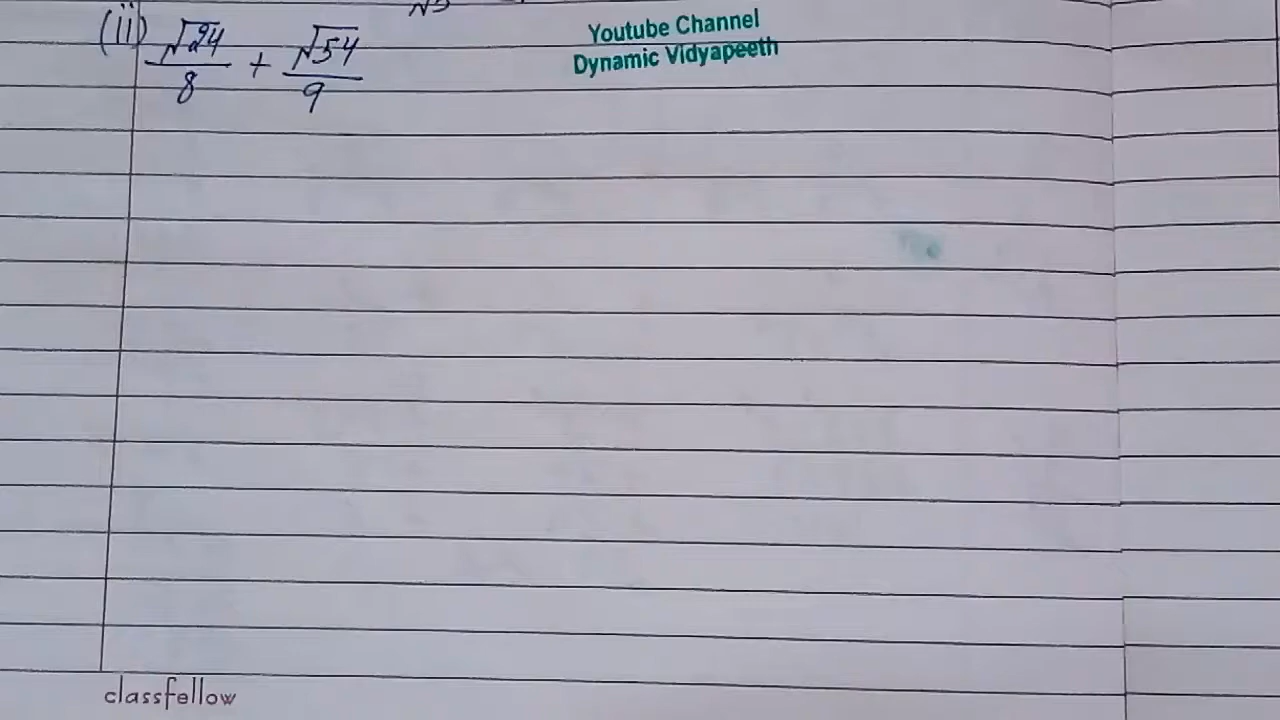 (ii) √24/8 + √54/9
Youtube Channel
Dynamic Vidyapeeth
classfellow